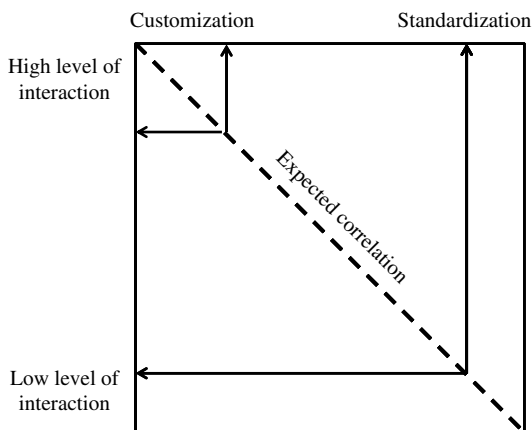 Customization
Standardization
High level of
interaction
Expected correlation
Low level of
interaction